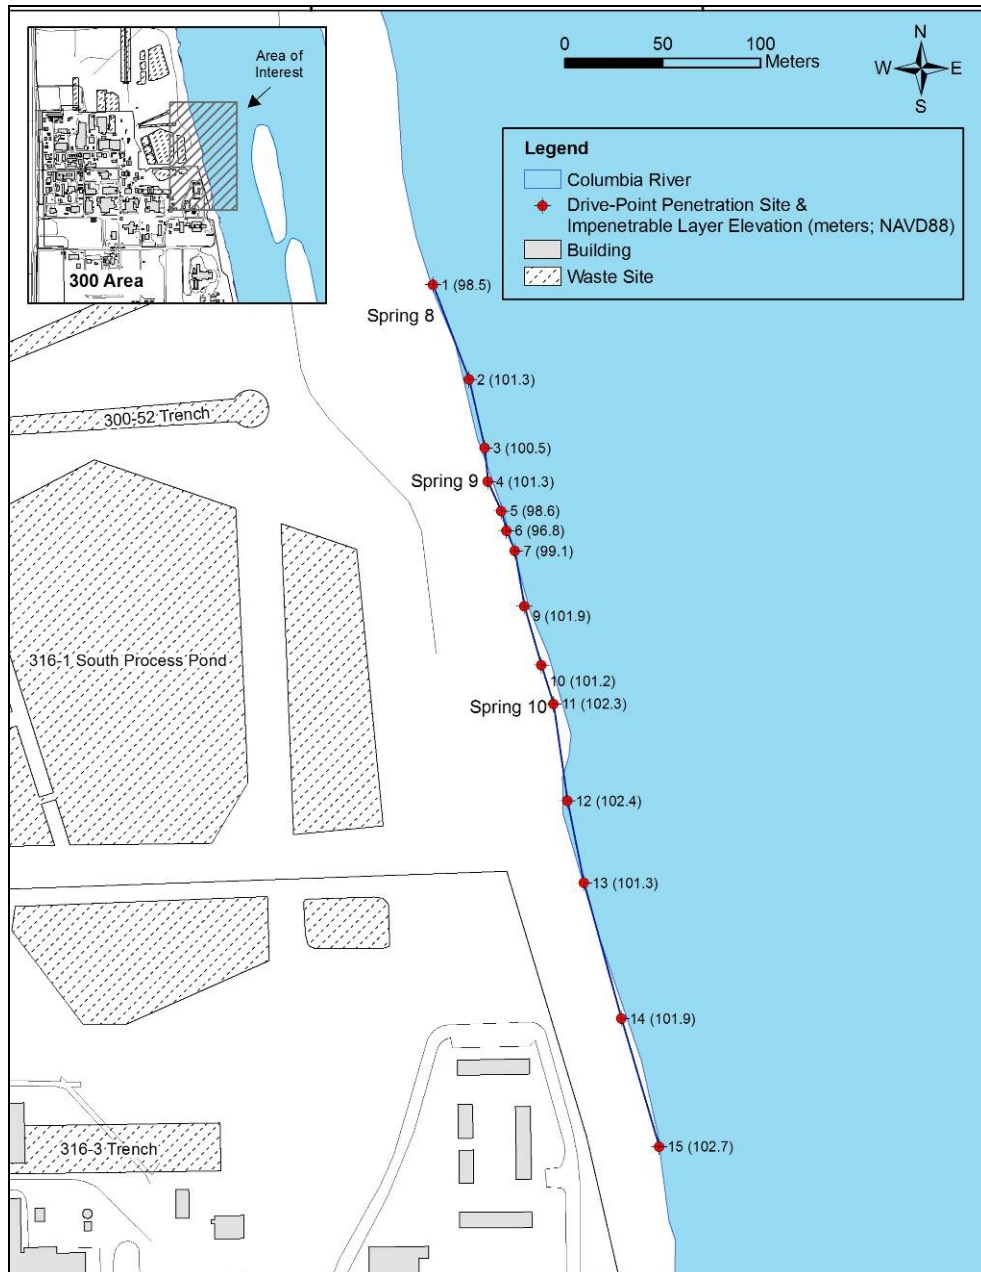 Area of
Interest
300 Area
0 50 100
Meters
N
W E
S
Legend
Columbia River
Drive-Point Penetration Site &
Impenetrable Layer Elevation (meters; NAVD88)
Building
Waste Site
1 (98.5)
Spring 8
2 (101.3)
300-52 Trench
3 (100.5)
Spring 9
4 (101.3)
5 (98.6)
6 (96.8)
7 (99.1)
9 (101.9)
316-1 South Process Pond
10 (101.2)
Spring 10
11 (102.3)
12 (102.4)
13 (101.3)
14 (101.9)
316-3 Trench
15 (102.7)